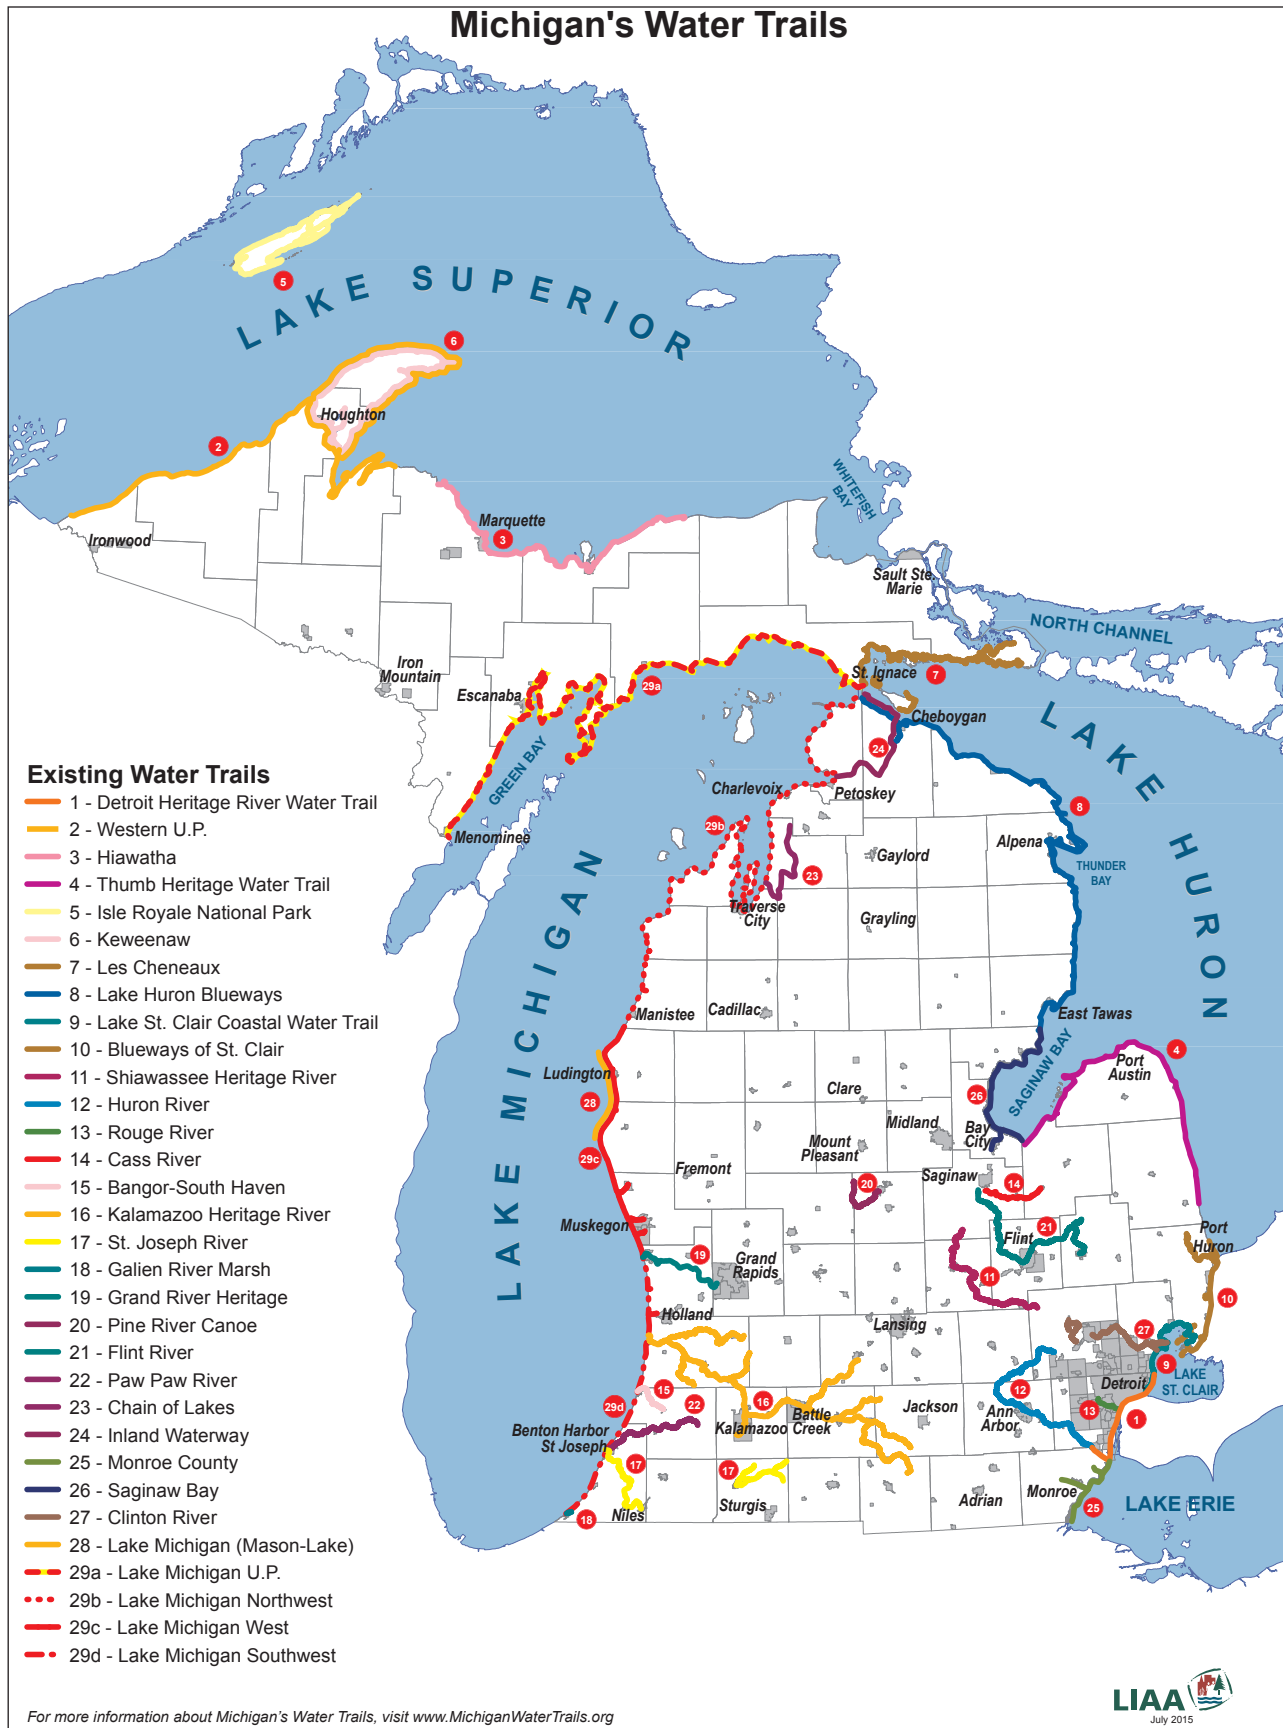 Michigan's Water Trails
LAKE SUPERIOR
5
6
2
Houghton
WHITEFISH
BAY
Marquette
3
Ironwood
Sault Ste.
Marie
NORTH CHANNEL
Iron
Mountain
St. Ignace
7
29a
Escanaba
Cheboygan
LAKE HURON
24
GREEN BAY
Charlevoix
Petoskey
8
29b
Menominee
Alpena
Gaylord
THUNDER
BAY
23
LAKE MICHIGAN
Traverse
City
Grayling
Manistee
Cadillac
East Tawas
SAGINAW BAY
4
Port
Austin
Ludington
Clare
28
26
Midland
Bay
City
Mount
Pleasant
29c
Fremont
Saginaw
20
14
Muskegon
21
Flint
Port
Huron
19
Grand
Rapids
11
10
Holland
Lansing
27
9
LAKE
ST. CLAIR
Detroit
15
12
29d
22
16
Jackson
Ann
Arbor
13
1
Benton Harbor
St Joseph
Kalamazoo
Battle
Creek
17
17
Monroe
Niles
Sturgis
Adrian
25
LAKE ERIE
18
Existing Water Trails
1 - Detroit Heritage River Water Trail
2 - Western U.P.
3 - Hiawatha
4 - Thumb Heritage Water Trail
5 - Isle Royale National Park
6 - Keweenaw
7 - Les Cheneaux
8 - Lake Huron Blueways
9 - Lake St. Clair Coastal Water Trail
10 - Blueways of St. Clair
11 - Shiawassee Heritage River
12 - Huron River
13 - Rouge River
14 - Cass River
15 - Bangor-South Haven
16 - Kalamazoo Heritage River
17 - St. Joseph River
18 - Galien River Marsh
19 - Grand River Heritage
20 - Pine River Canoe
21 - Flint River
22 - Paw Paw River
23 - Chain of Lakes
24 - Inland Waterway
25 - Monroe County
26 - Saginaw Bay
27 - Clinton River
28 - Lake Michigan (Mason-Lake)
29a - Lake Michigan U.P.
29b - Lake Michigan Northwest
29c - Lake Michigan West
29d - Lake Michigan Southwest
For more information about Michigan's Water Trails, visit www.MichiganWaterTrails.org
LIAA
July 2015